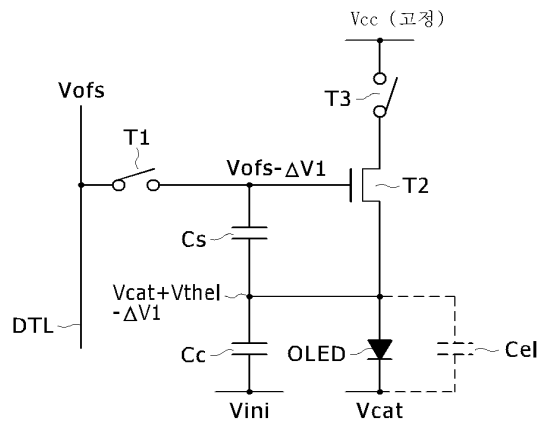 Vcc (고정)
Vofs
T3
T1
Vofs-ΔV1
T2
Cs
Vcat+Vthel
-ΔV1
DTL
Cc
OLED
Cel
Vini
Vcat